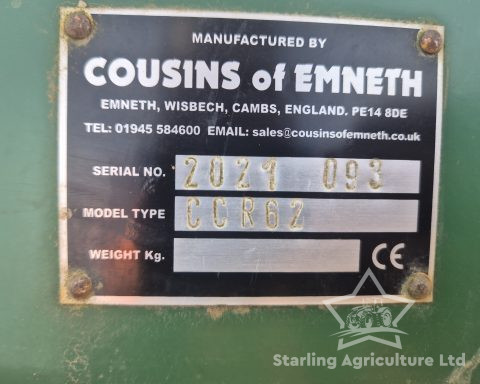 MANUFACTURED BY
COUSINS of EMNETH
EMNETH, WISBECH, CAMBS, ENGLAND. PE14 8DE
TEL: 01945 584600 EMAIL: sales@cousinsofemneth.co.uk
SERIAL NO. 2021 093
MODEL TYPE CCR62
WEIGHT Kg. CE
Starling Agriculture Ltd.